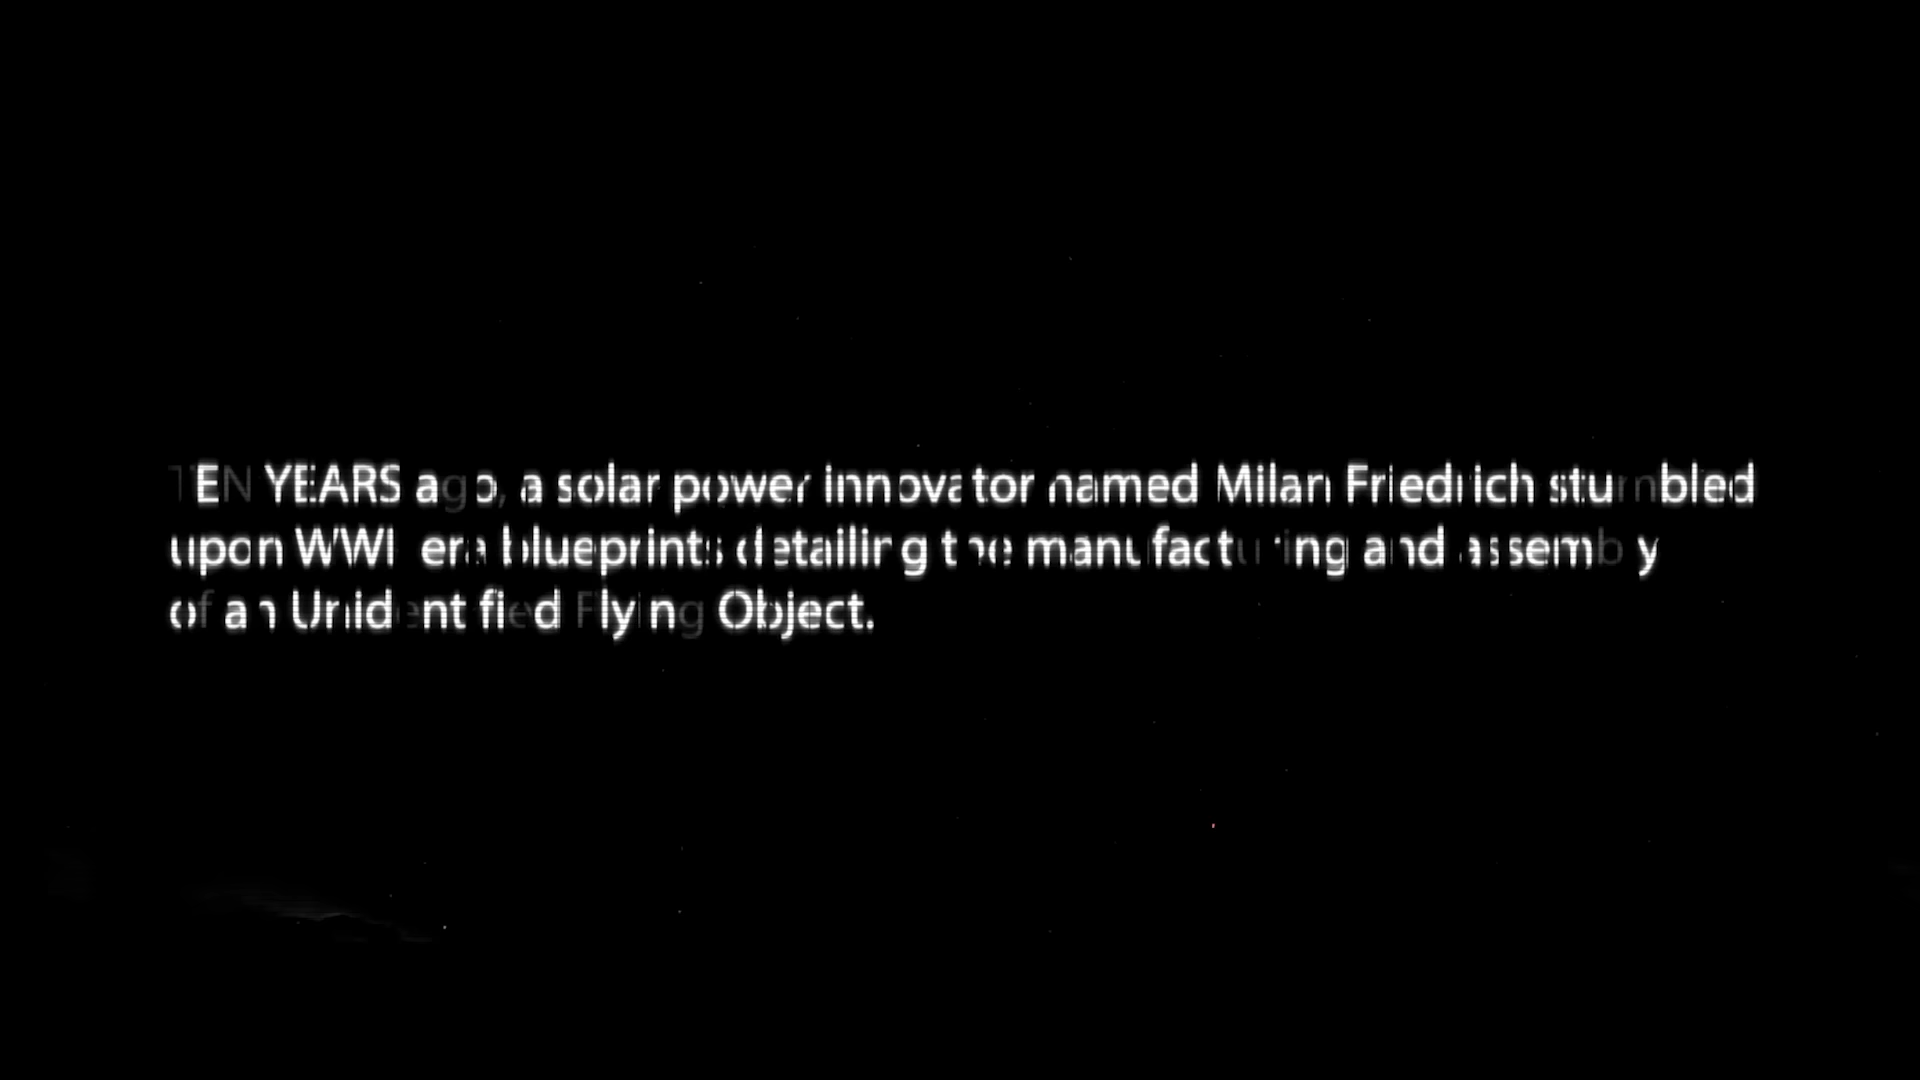 TEN YEARS ago, a solar power innovator named Milan Friedrich stumbled
upon WWII era blueprints detailing the manufacturing and assembly
of an Unidentified Flying Object.